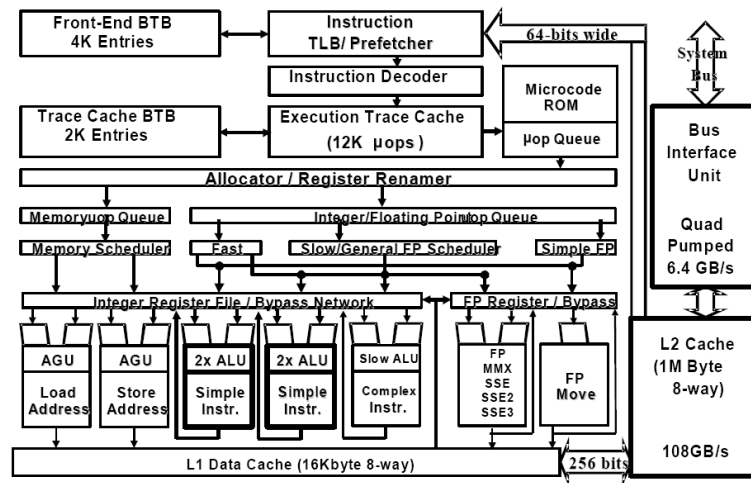 Front-End BTB
4K Entries
Instruction
TLB/ Prefetcher
64-bits wide
System
Bus
Instruction Decoder
Microcode
ROM
Trace Cache BTB
2K Entries
Execution Trace Cache
(12K µops)
µop Queue
Bus
Interface
Unit
Quad
Pumped
6.4 GB/s
Allocator / Register Renamer
Memory uop Queue
Integer/Floating Point uop Queue
Memory Scheduler
Fast
Slow/General FP Scheduler
Simple FP
Integer Register File / Bypass Network
FP Register / Bypass
AGU
Load
Address
AGU
Store
Address
2x ALU
Simple
Instr.
2x ALU
Simple
Instr.
Slow ALU
Complex
Instr.
FP
MMX
SSE
SSE2
SSE3
FP
Move
L2 Cache
(1M Byte
8-way)
108GB/s
L1 Data Cache (16Kbyte 8-way)
256 bits